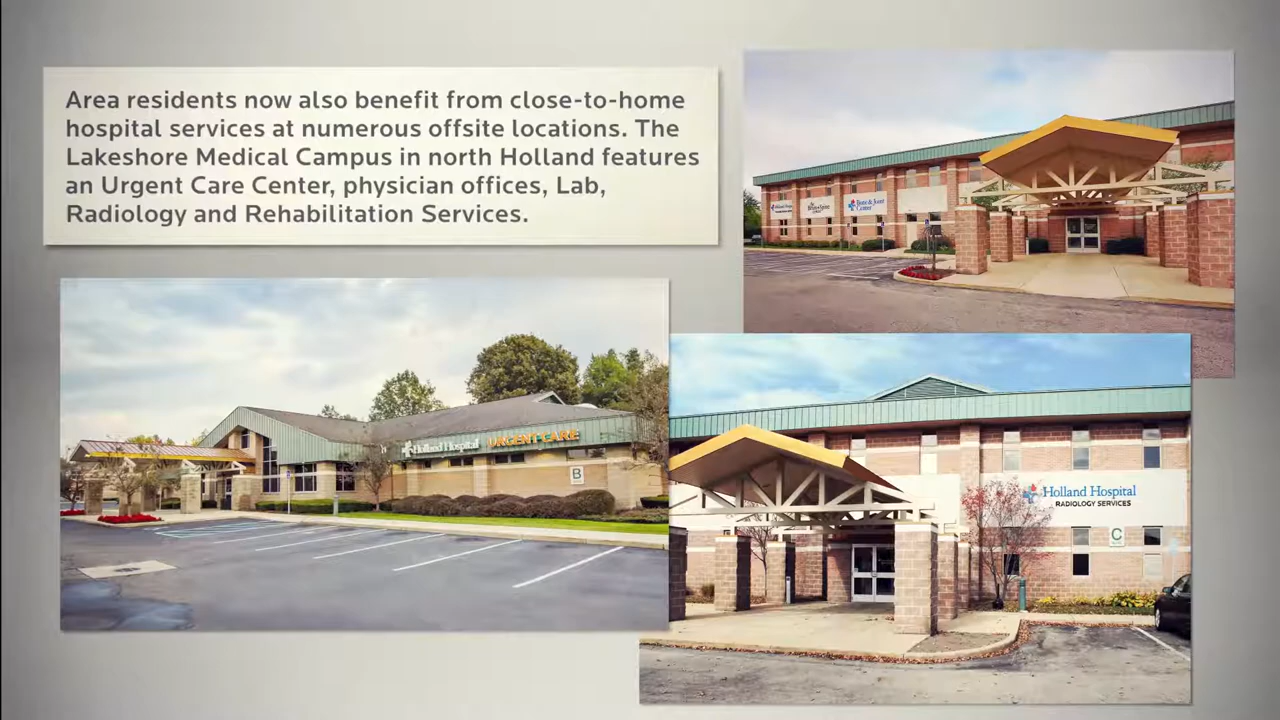 Area residents now also benefit from close-to-home
hospital services at numerous offsite locations. The
Lakeshore Medical Campus in north Holland features
an Urgent Care Center, physician offices, Lab,
Radiology and Rehabilitation Services.
Bone & Joint
Center
Holland Hospital URGENT CARE
B
Holland Hospital
RADIOLOGY SERVICES
C